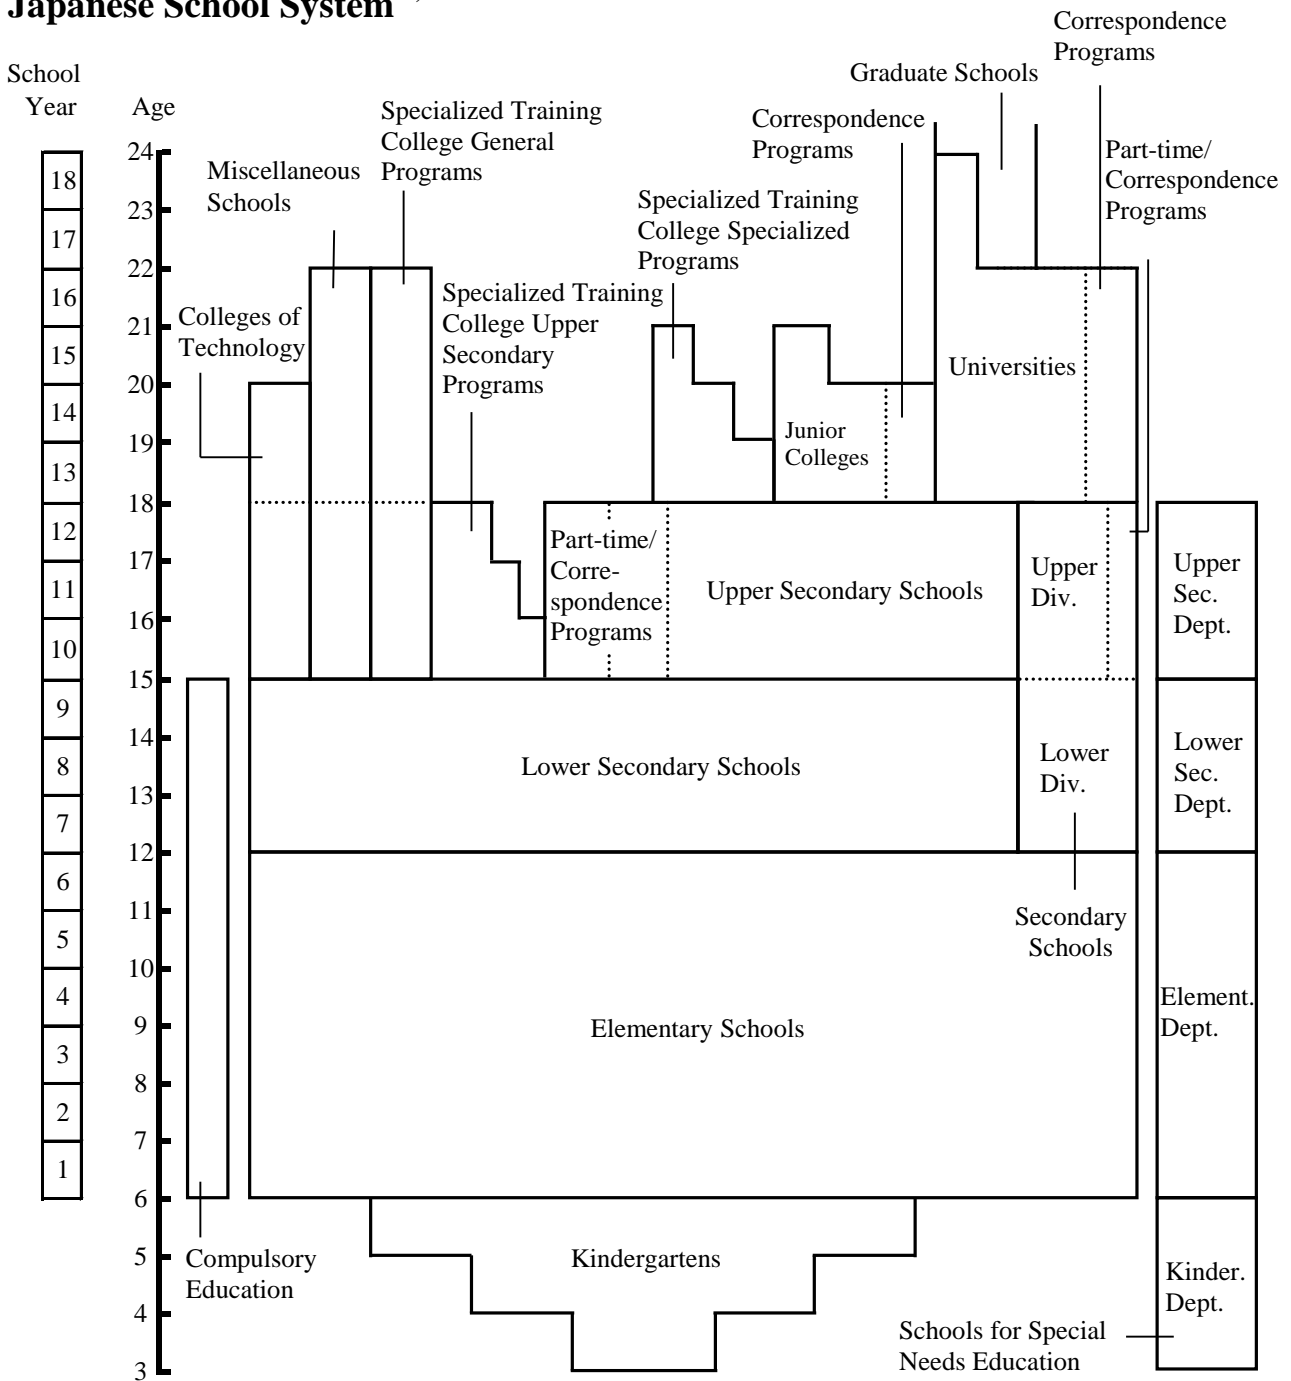 Japanese School System
Correspondence
Programs
School
Year
Age
Graduate Schools
Specialized Training
College General
Programs
Correspondence
Programs
Part-time/
Correspondence
Programs
Miscellaneous
Schools
Specialized Training
College Specialized
Programs
Specialized Training
College Upper
Secondary
Programs
Colleges of
Technology
Universities
Junior
Colleges
24
18
23
17
22
16
21
15
20
14
19
13
18
12
17
11
16
10
15
9
14
8
13
7
12
6
11
5
10
4
9
3
8
2
7
1
6
5
4
3
Part-time/
Corre-
spondence
Programs
Upper Secondary Schools
Upper
Div.
Upper
Sec.
Dept.
Lower Secondary Schools
Lower
Div.
Lower
Sec.
Dept.
Secondary
Schools
Elementary Schools
Element.
Dept.
Compulsory
Education
Kindergartens
Kinder.
Dept.
Schools for Special
Needs Education